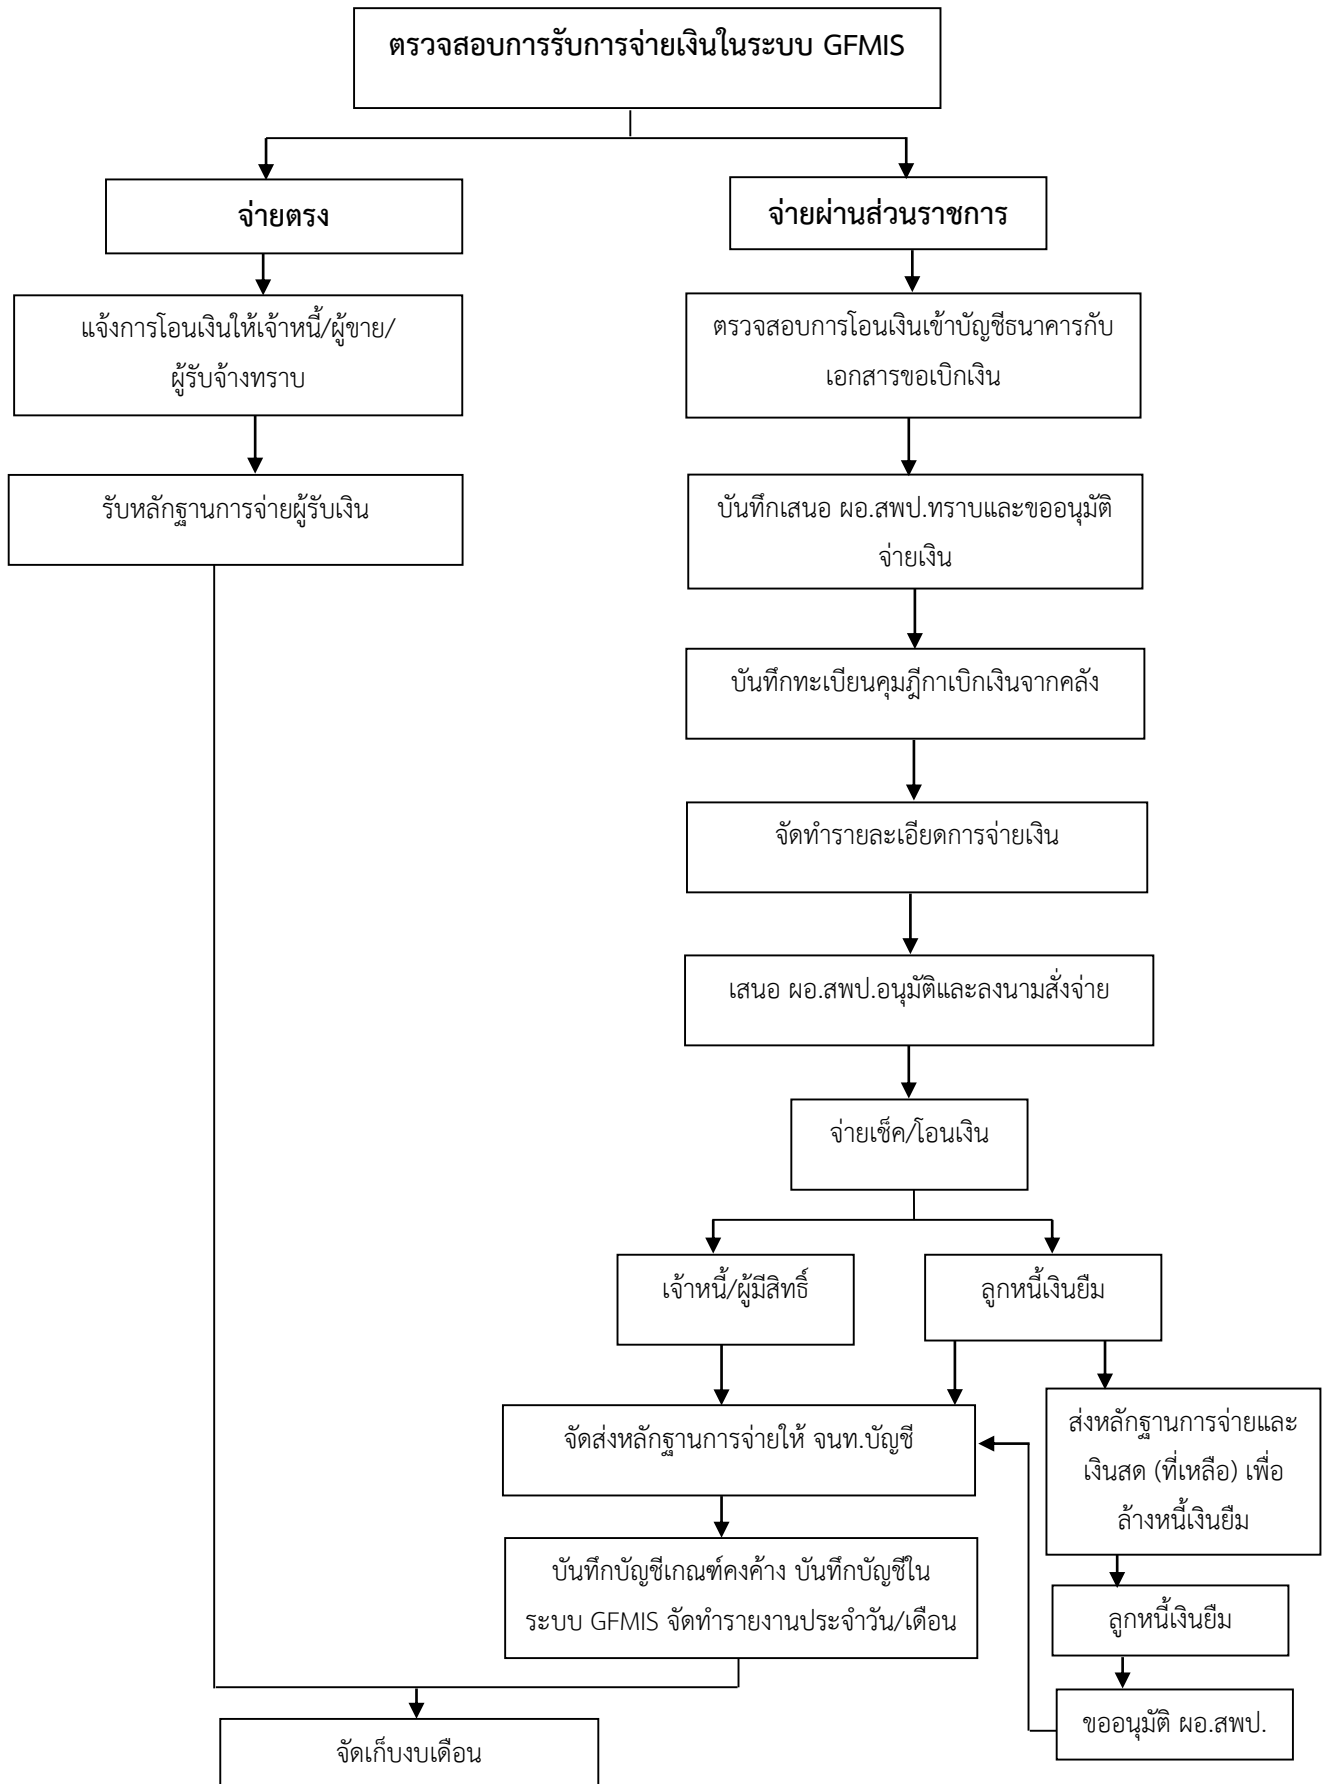 ตรวจสอบการรับการจ่ายเงินในระบบ GFMIS
จ่ายตรง
จ่ายผ่านส่วนราชการ
แจ้งการโอนเงินให้เจ้าหนี้/ผู้ขาย/
ผู้รับจ้างทราบ
ตรวจสอบการโอนเงินเข้าบัญชีธนาคารกับ
เอกสารขอเบิกเงิน
รับหลักฐานการจ่ายผู้รับเงิน
บันทึกเสนอ ผอ.สพป.ทราบและขออนุมัติ
จ่ายเงิน
บันทึกทะเบียนคุมฎีกาเบิกเงินจากคลัง
จัดทำรายละเอียดการจ่ายเงิน
เสนอ ผอ.สพป.อนุมัติและลงนามสั่งจ่าย
จ่ายเช็ค/โอนเงิน
เจ้าหนี้/ผู้มีสิทธิ์
ลูกหนี้เงินยืม
จัดส่งหลักฐานการจ่ายให้ จนท.บัญชี
ส่งหลักฐานการจ่ายและ
เงินสด (ที่เหลือ) เพื่อ
ล้างหนี้เงินยืม
บันทึกบัญชีเกณฑ์คงค้าง บันทึกบัญชีใน
ระบบ GFMIS จัดทำรายงานประจำวัน/เดือน
ลูกหนี้เงินยืม
ขออนุมัติ ผอ.สพป.
จัดเก็บงบเดือน